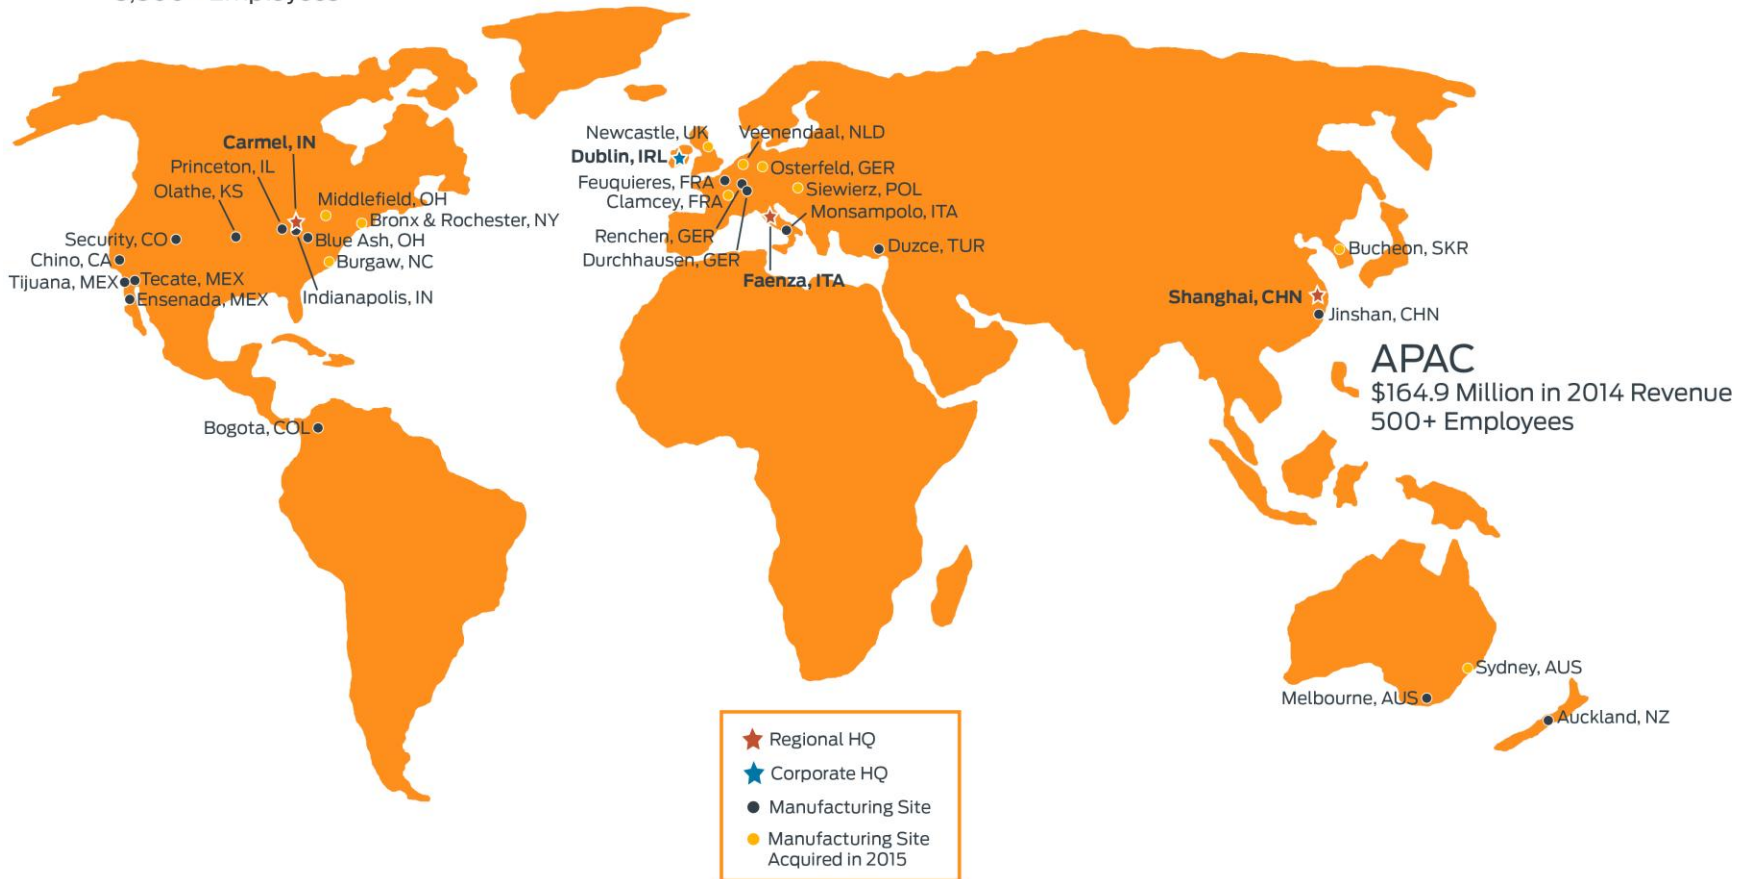 Employees
Newcastle, UK
Veenendaal, NLD
Carmel, IN
Dublin, IRL
Princeton, IL
Osterfeld, GER
Olathe, KS
Feuquieres, FRA
Siewierz, POL
Middlefield, OH
Clamcey, FRA
Monsampolo, ITA
Bronx & Rochester, NY
Security, CO
Blue Ash, OH
Renchen, GER
Duzce, TUR
Bucheon, SKR
Chino, CA
Burgaw, NC
Durchhausen, GER
Tijuana, MEX
Tecate, MEX
Faenza, ITA
Ensenada, MEX
Indianapolis, IN
Shanghai, CHN
Jinshan, CHN
APAC
$164.9 Million in 2014 Revenue
500+ Employees
Bogota, COL
Sydney, AUS
Melbourne, AUS
Auckland, NZ
Regional HQ
Corporate HQ
Manufacturing Site
Manufacturing Site
Acquired in 2015